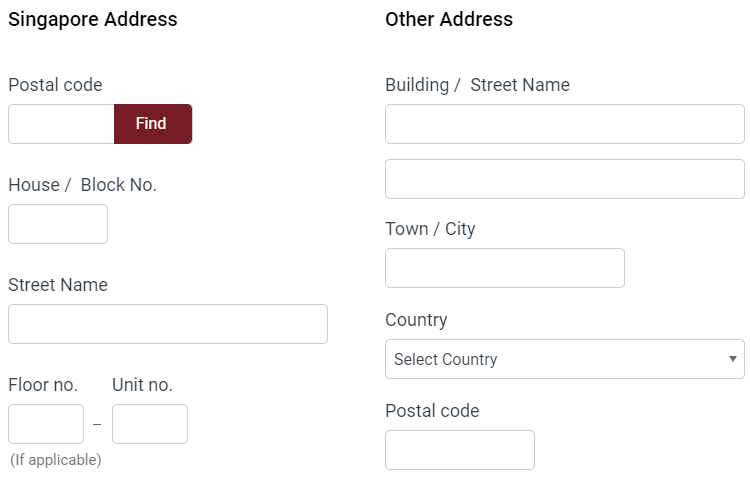 Singapore Address
Postal code
Find
House /  Block No.
Street Name
Floor no.
Unit no.
–
(If applicable)
Other Address
Building /  Street Name
Town / City
Country
Select Country
Postal code